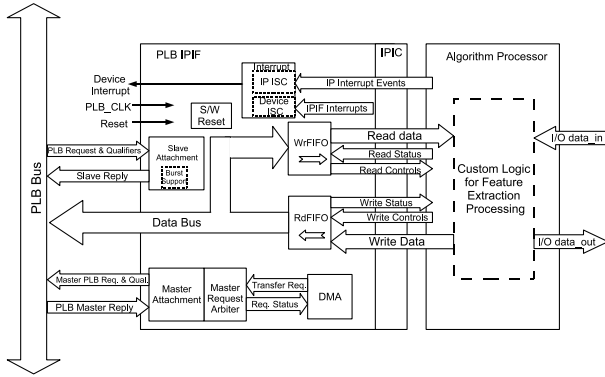 PLB IPIF
IPIC
Algorithm Processor
Interrupt
IP ISC
Device
ISC
IP Interrupt Events
IPIF Interrupts
Device
Interrupt
PLB_CLK
Reset
S/W
Reset
PLB Request & Qualifiers
Slave
Attachment
Burst
Support
Slave Reply
WrFIFO
Read data
Read Status
Read Controls
I/O data_in
Custom Logic
for Feature
Extraction
Processing
PLB Bus
Data Bus
RdFIFO
Write Status
Write Controls
Write Data
I/O data_out
Master PLB Req. & Qual.
PLB Master Reply
Master
Attachment
Master
Request
Arbiter
Transfer Req.
Req. Status
DMA